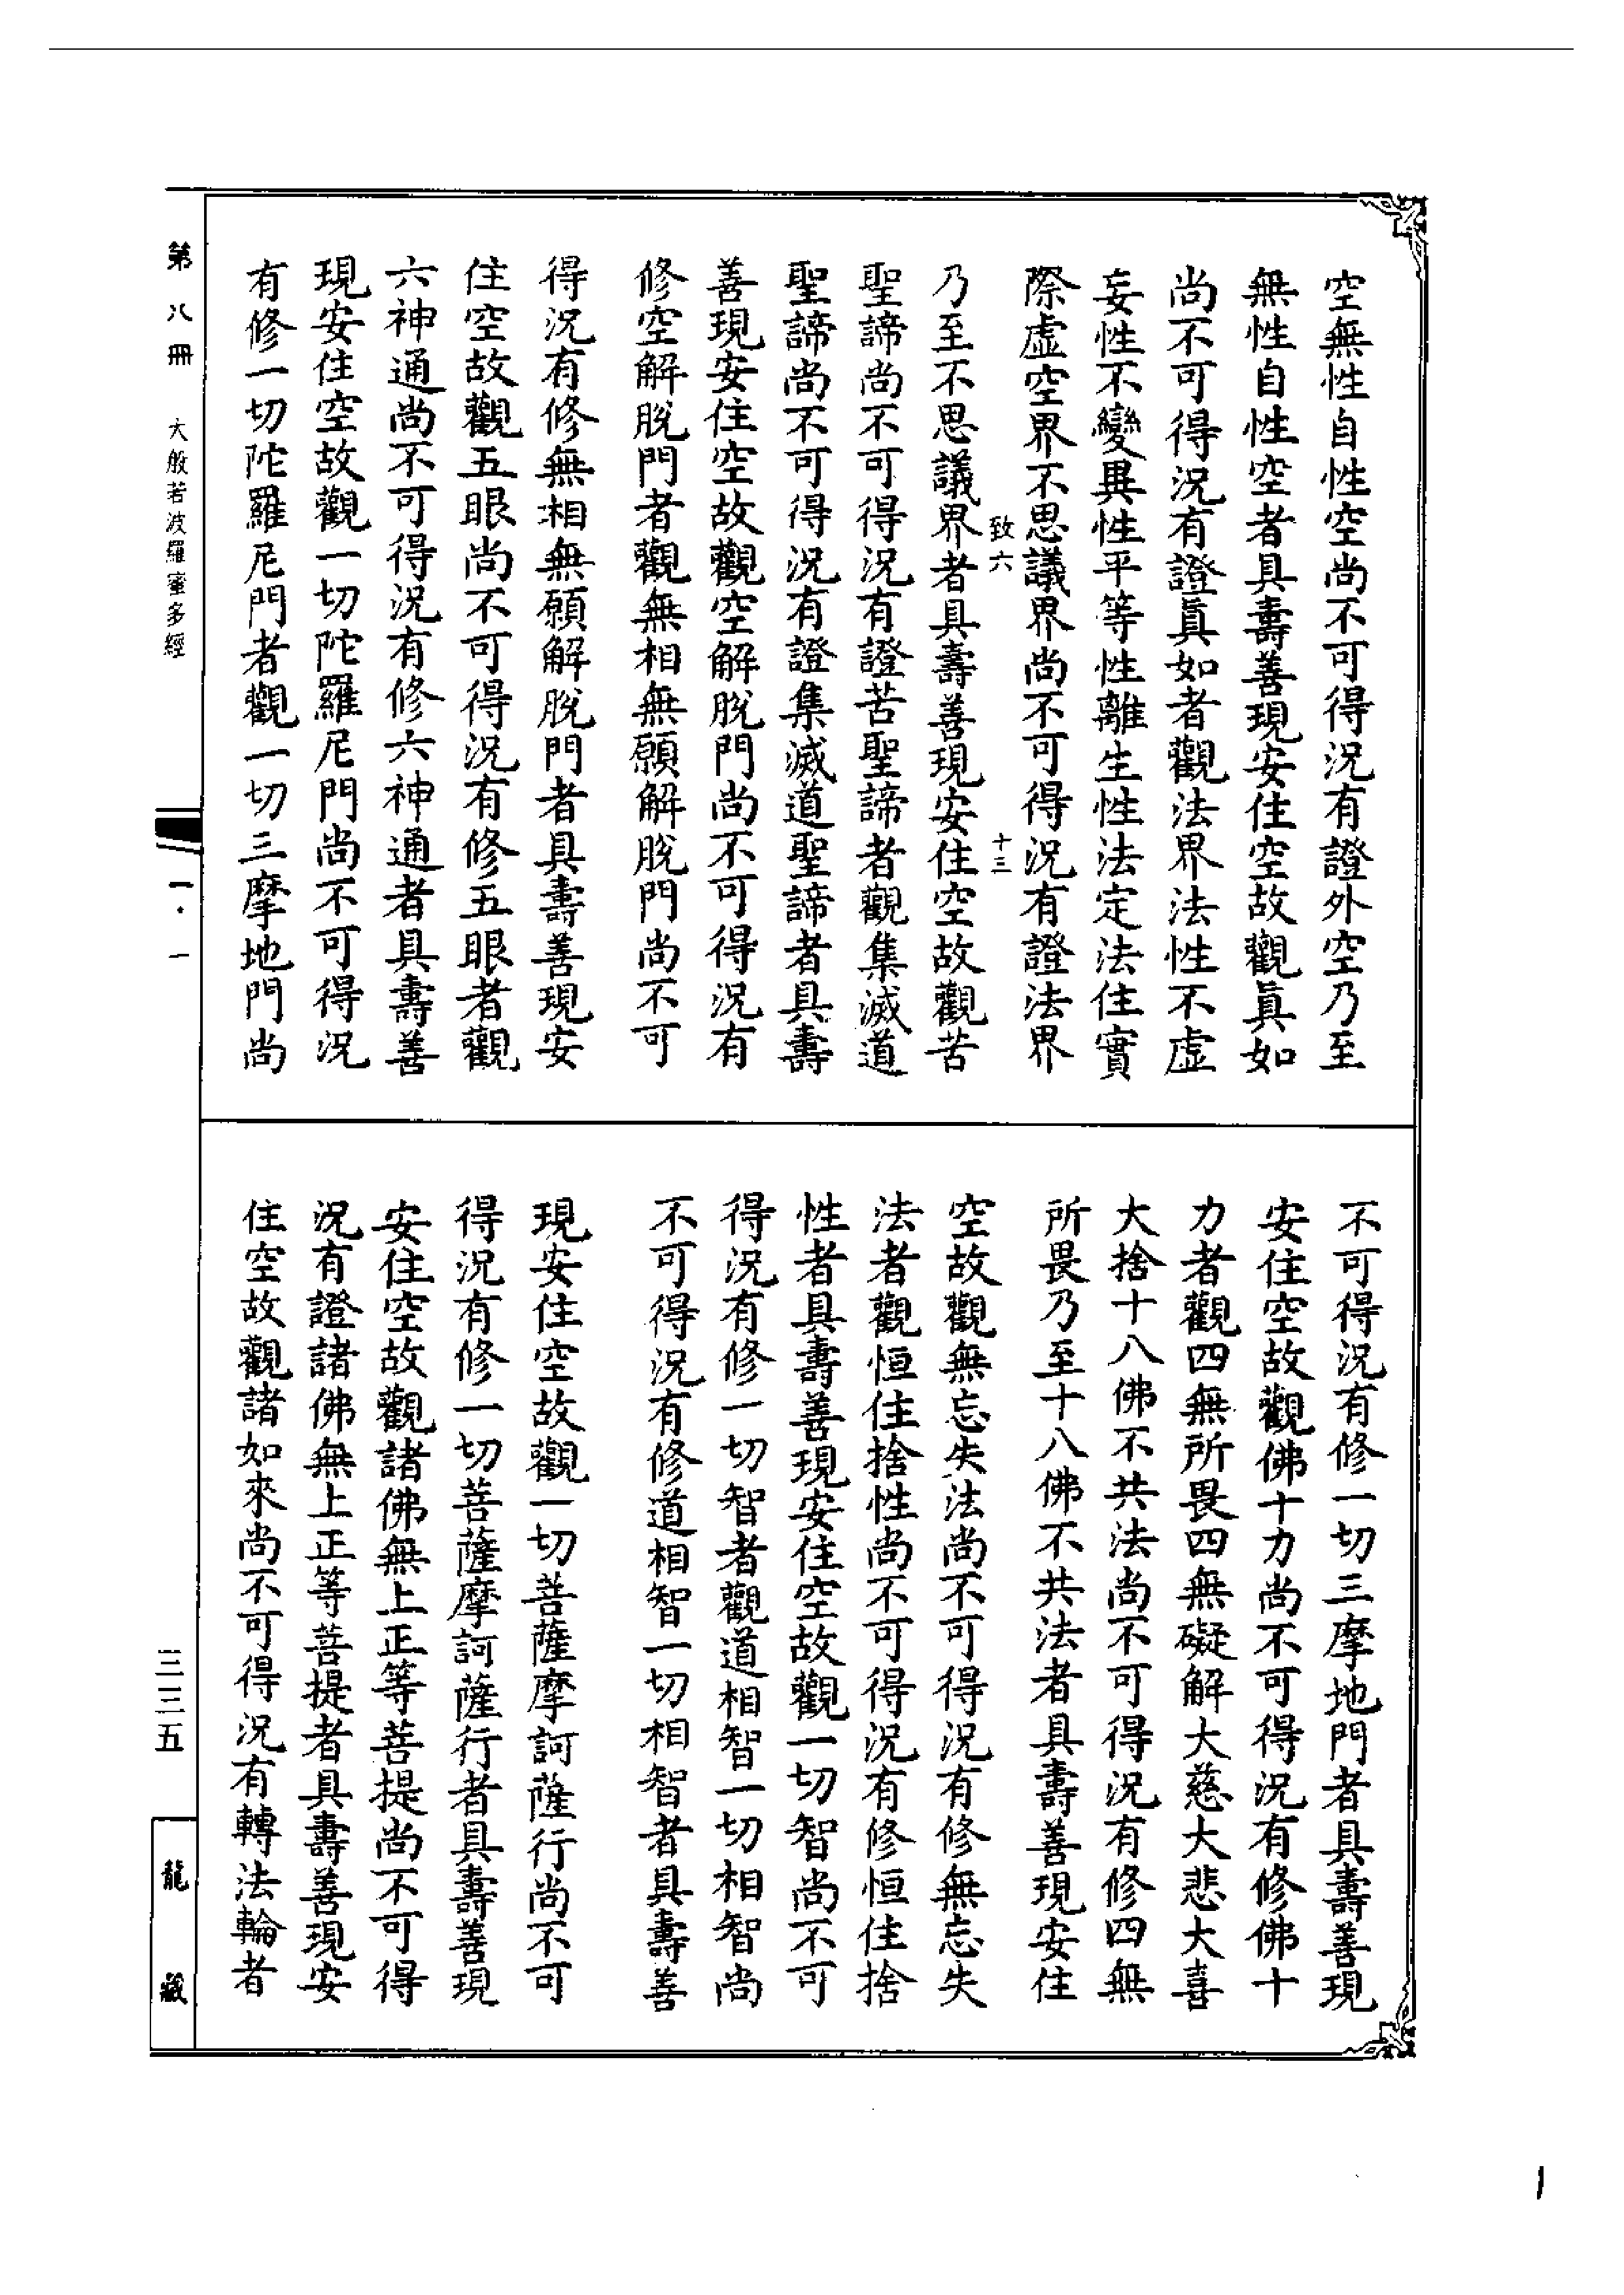 空無性自性空尚不可得況有證外空乃至
無性自性空者具壽善現安住空故觀眞如
尚不可得況有證眞如者觀法界法性不虛
妄性不變異性平等性離生性法定法住實
際虛空界不思議界尚不可得況有證法界
致六
十三
乃至不思議界者具壽善現安住空故觀苦
聖諦尚不可得況有證苦聖諦者觀集滅道
聖諦尚不可得況有證集滅道聖諦者具壽
善現安住空故觀空解脫門尚不可得況有
修空解脫門者觀無相無願解脫門尚不可
得況有修無相無願解脫門者具壽善現安
住空故觀五眼尚不可得況有修五眼者觀
六神通尚不可得況有修六神通者具壽善
現安住空故觀一切陀羅尼門尚不可得況
有修一切陀羅尼門者觀一切三摩地門尚
不可得況有修一切三摩地門者具壽善現
安住空故觀佛十力尚不可得況有修佛十
力者觀四無所畏四無礙解大慈大悲大喜
大捨十八佛不共法尚不可得況有修四無
所畏乃至十八佛不共法者具壽善現安住
空故觀無忘失法尚不可得況有修無忘失
法者觀恒住捨性尚不可得況有修恒住捨
性者具壽善現安住空故觀一切智尚不可
得況有修一切智者觀道相智一切相智尚
不可得況有修道相智一切相智者具壽善
現安住空故觀一切菩薩摩訶薩行尚不可
得況有修一切菩薩摩訶薩行者具壽善現
安住空故觀諸佛無上正等菩提尚不可得
況有證諸佛無上正等菩提者具壽善現安
住空故觀諸如來尚不可得況有轉法輪者
第八冊 大般若波羅蜜多經
一·一
三三五
龍藏
1